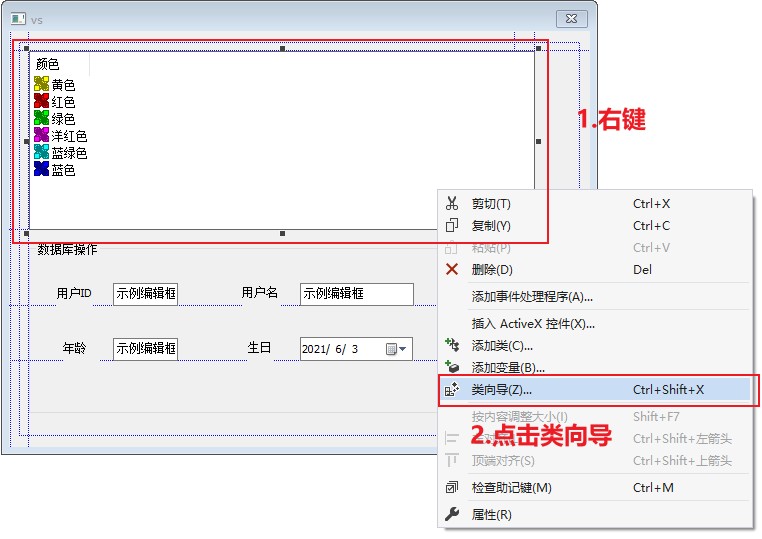 vs
颜色
黄色
红色
绿色
洋红色
蓝绿色
蓝色
1.右键
数据库操作
用户ID
示例编辑框
用户名
示例编辑框
年龄
示例编辑框
生日
2021/ 6/ 3
剪切(T) Ctrl+X
复制(Y) Ctrl+C
粘贴(P) Ctrl+V
删除(D) Del
添加事件处理程序(A)...
插入 ActiveX 控件(X)...
添加类(C)...
添加变量(B)...
类向导(Z)... Ctrl+Shift+X
按内容调整大小(I) Shift+F7
2.点击类向导
Ctrl+Shift+左箭头
顶端对齐(S) Ctrl+Shift+上箭头
检查助记键(M) Ctrl+M
属性(R)